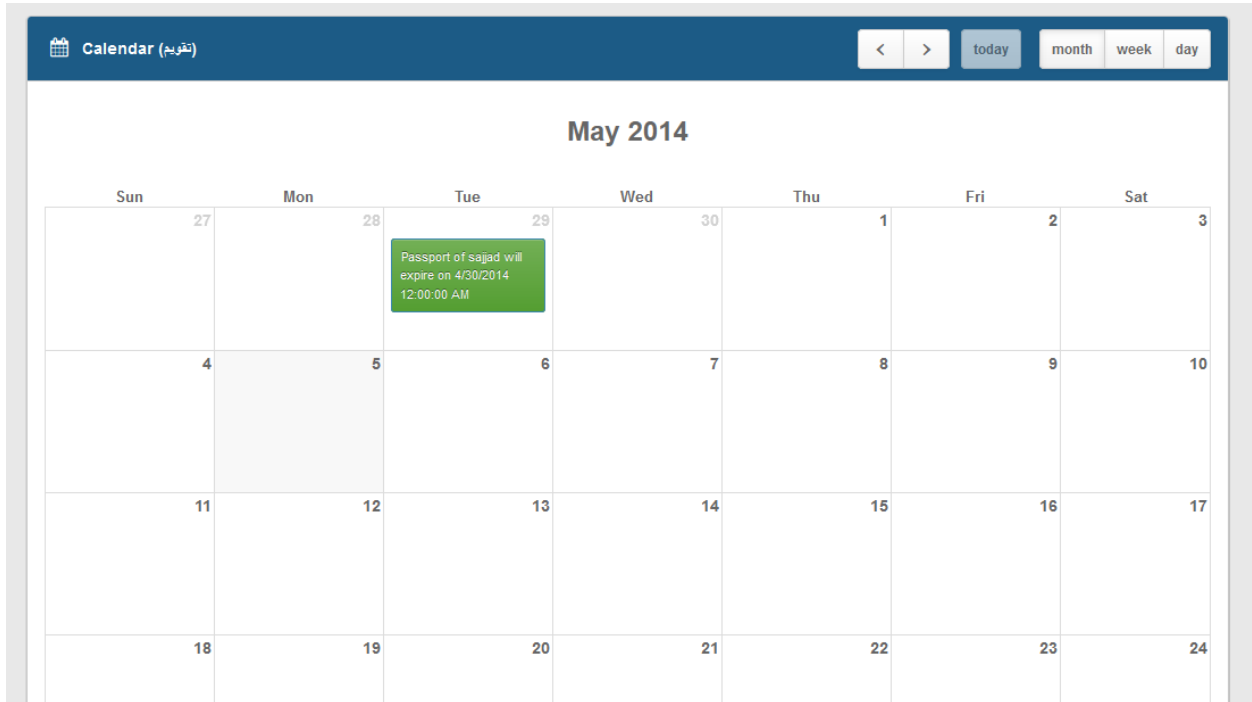 Calendar (تقويم)
today
month week day
May 2014
Sun Mon Tue Wed Thu Fri Sat
27 28 29 30 1 2 3
Passport of sajjad will
expire on 4/30/2014
12:00:00 AM
4 5 6 7 8 9 10
11 12 13 14 15 16 17
18 19 20 21 22 23 24